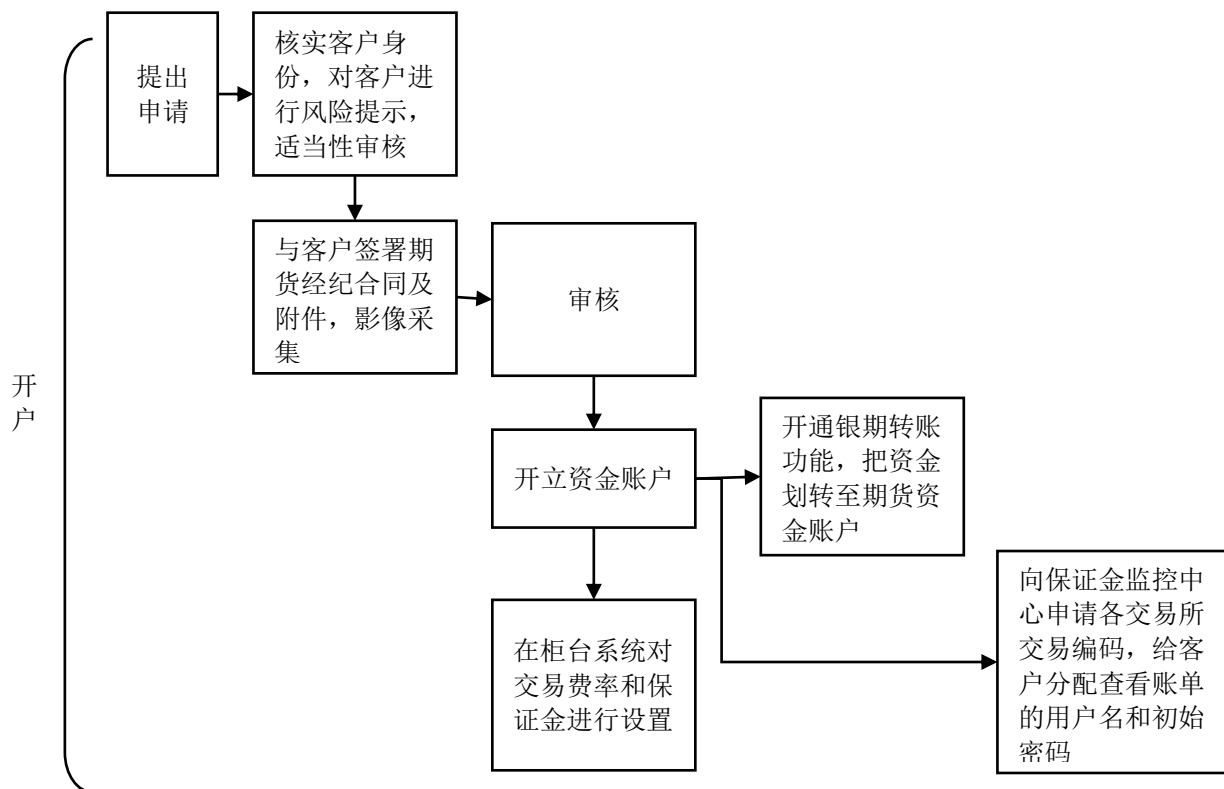 开
户
提出
申请
核实客户身
份，对客户进
行风险提示，
适当性审核
与客户签署期
货经纪合同及
附件，影像采
集
审核
开立资金账户
开通银期转账
功能，把资金
划转至期货资
金账户
在柜台系统对
交易费率和保
证金进行设置
向保证金监控中
心申请各交易所
交易编码，给客
户分配查看账单
的用户名和初始
密码